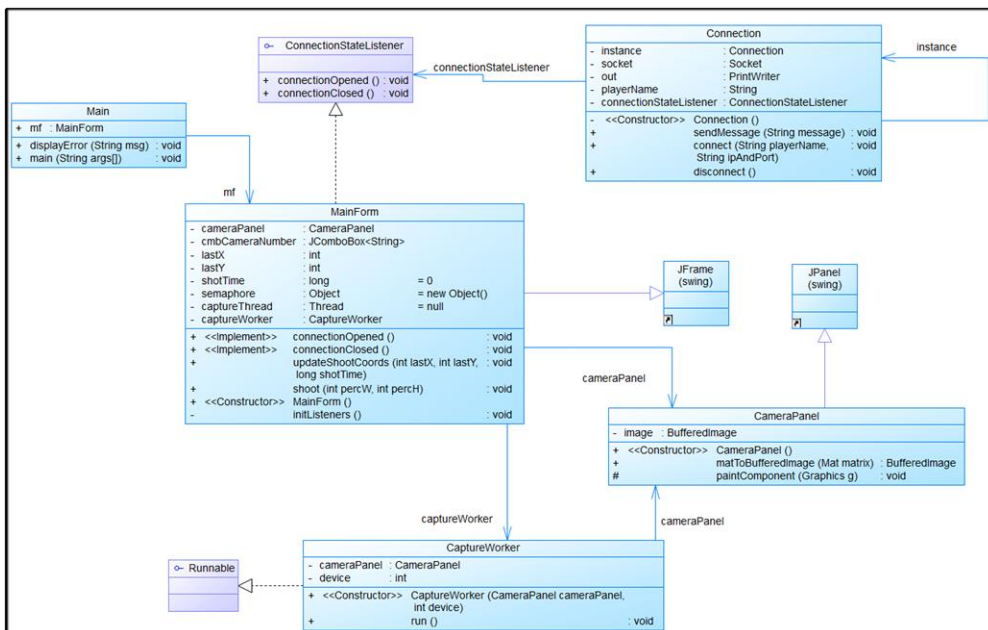 ConnectionStateListener
+ connectionOpened () : void
+ connectionClosed () : void
connectionStateListener
Connection
- instance : Connection
- socket : Socket
- out : PrintWriter
- playerName : String
- connectionStateListener : ConnectionStateListener
- <<Constructor>> Connection ()
+ sendMessage (String message) : void
+ connect (String playerName, : void
String ipAndPort)
+ disconnect () : void
instance
Main
+ mf : MainForm
+ displayError (String msg) : void
+ main (String args[]) : void
mf
MainForm
- cameraPanel : CameraPanel
- cmbCameraNumber : JComboBox<String>
- lastX : int
- lastY : int
- shotTime : long = 0
- semaphore : Object = new Object()
- captureThread : Thread = null
- captureWorker : CaptureWorker
+ <<Implement>> connectionOpened () : void
+ <<Implement>> connectionClosed () : void
+ updateShootCoords (int lastX, int lastY, : void
long shotTime)
+ shoot (int percW, int percH) : void
+ <<Constructor>> MainForm ()
- initListeners () : void
JFrame
(swing)
JPanel
(swing)
cameraPanel
CameraPanel
- image : BufferedImage
+ <<Constructor>> CameraPanel ()
+ matToBufferedImage (Mat matrix) : BufferedImage
# paintComponent (Graphics g) : void
captureWorker
cameraPanel
Runnable
CaptureWorker
- cameraPanel : CameraPanel
- device : int
+ <<Constructor>> CaptureWorker (CameraPanel cameraPanel,
int device)
+ run () : void